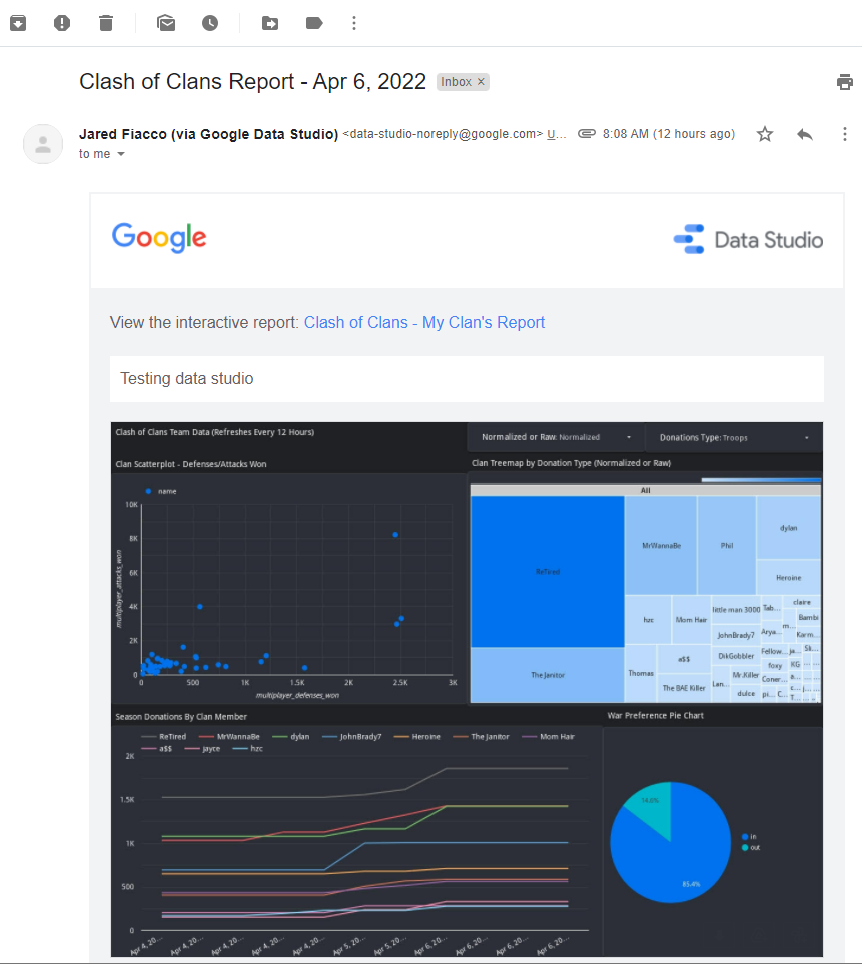 Clash of Clans Report - Apr 6, 2022 Inbox ×
Jared Fiacco (via Google Data Studio) <data-studio-noreply@google.com> U... 8:08 AM (12 hours ago)
to me
Google Data Studio
View the interactive report: Clash of Clans - My Clan's Report
Testing data studio
Clash of Clans Team Data (Refreshes Every 12 Hours)
Normalized or Raw: Normalized
Donations Type: Troops
Clan Scatterplot - Defenses/Attacks Won
name
10K
8K
6K
4K
2K
0
multiplayer_attacks_won
0 500 1K 1.5K 2K 2.5K 3K
multiplayer_defenses_won
Clan Treemap by Donation Type (Normalized or Raw)
All
ReTired
The Janitor
MrWannaBe
Phil
dylan
Heroine
hzc
Mom Hair
little man 3000
Tab...
claire
Bambi
m...
Karm...
JohnBrady7
Arya...
Thomas
a$$
The BAE Killer
DikGobbler
Fellow...
ja...
Sk...
Lan...
Mr.Killer
foxy
KG
Coner...
a...
dulce
pi...
C...
c...
j...
T...
Season Donations By Clan Member
ReTired MrWannaBe dylan JohnBrady7 Heroine The Janitor Mom Hair
a$$ jayce hzc
2K
1.5K
1K
500
0
Apr 4, 20... Apr 4, 20... Apr 4, 20... Apr 4, 20... Apr 4, 20... Apr 5, 20... Apr 5, 20... Apr 6, 20... Apr 6, 20... Apr 6, 20... Apr 6, 20...
War Preference Pie Chart
14.6%
85.4%
in
out